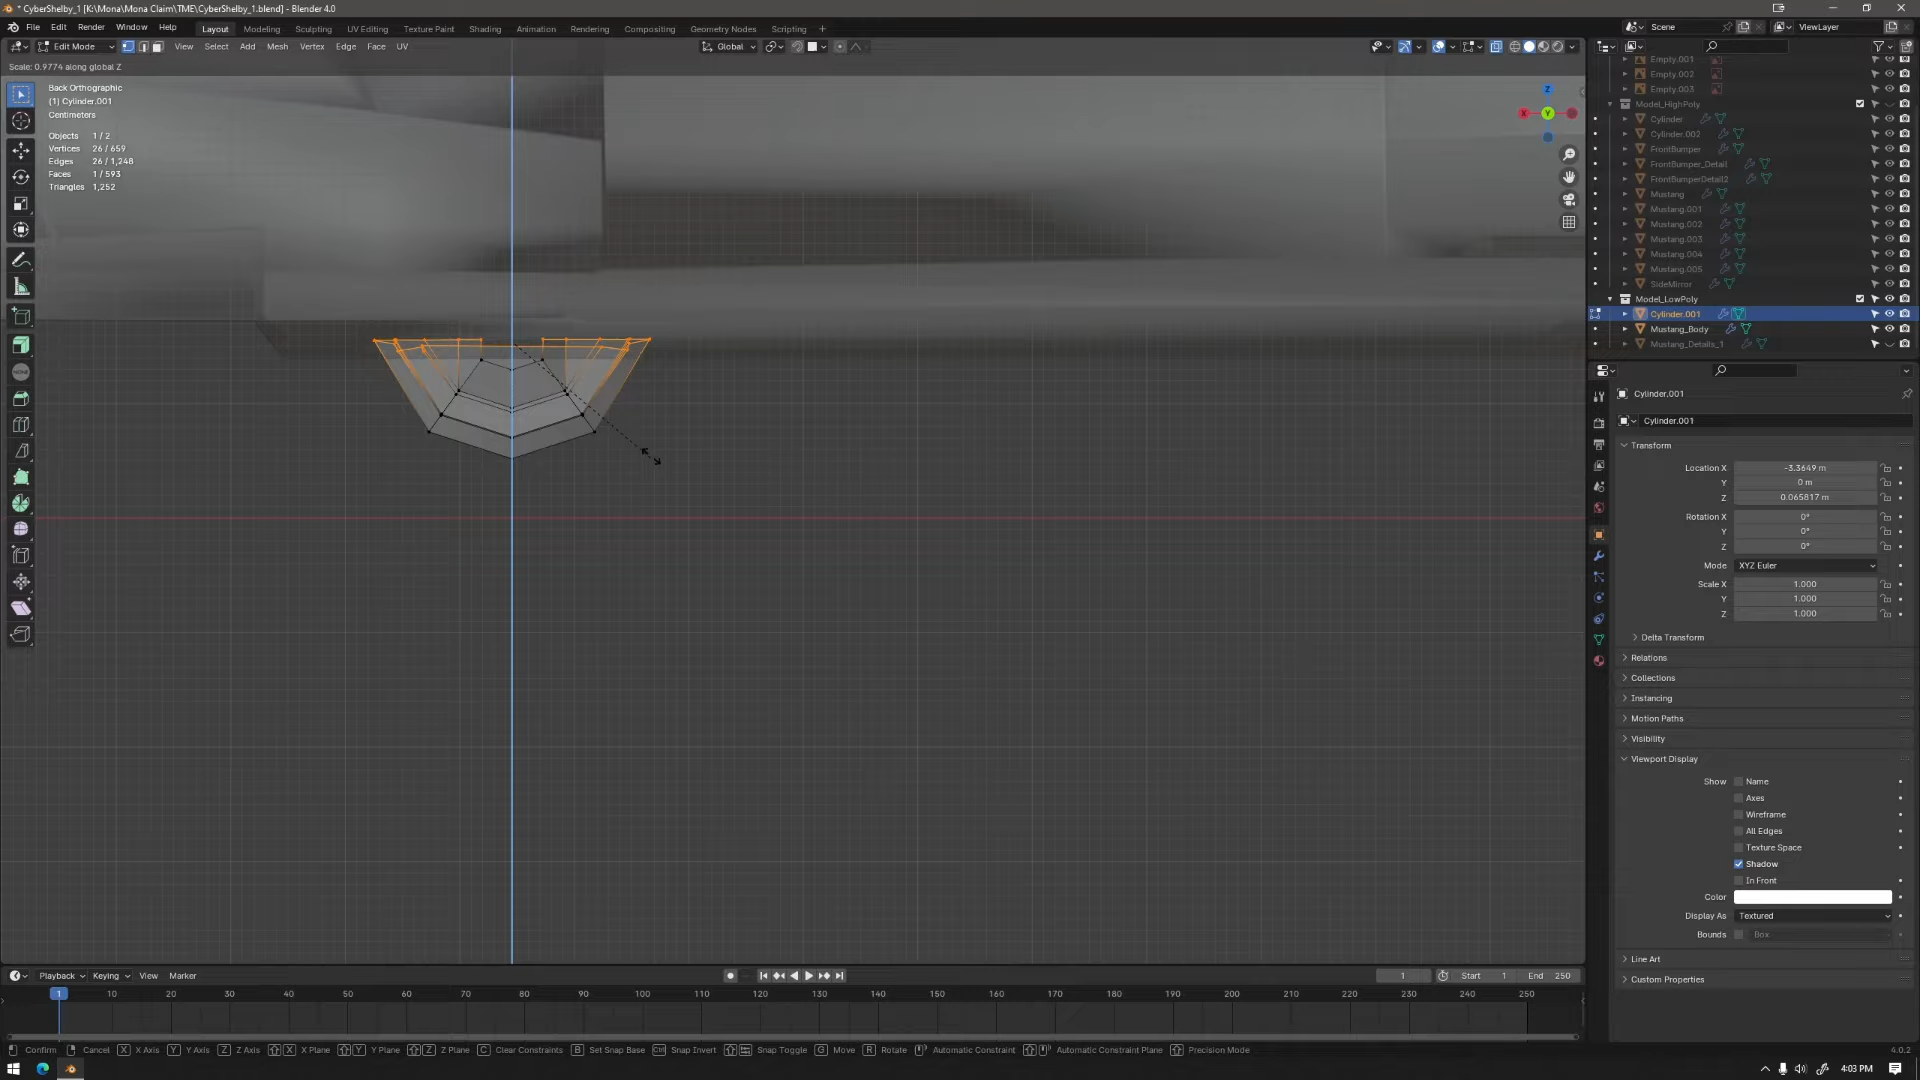 * CyberShelby_1 [K:\Mona\Mona Claim\TME\CyberShelby_1.blend] - Blender 4.0
File Edit Render Window Help Layout Modeling Sculpting UV Editing Texture Paint Shading Animation Rendering Compositing Geometry Nodes Scripting + Scene ViewLayer
Edit Mode View Select Add Mesh Vertex Edge Face UV Global
Scale: 0.9774 along global Z
Back Orthographic
(1) Cylinder.001
Centimeters
Objects 1 / 2
Vertices 26 / 659
Edges 26 / 1,248
Faces 1 / 593
Triangles 1,252
Z
X
Y
NONE
Empty.001
Empty.002
Empty.003
Model_HighPoly
Cylinder
Cylinder.002
FrontBumper
FrontBumper_Detail
FrontBumperDetail2
Mustang
Mustang.001
Mustang.002
Mustang.003
Mustang.004
Mustang.005
SideMirror
Model_LowPoly
Cylinder.001
Mustang_Body
Mustang_Details_1
Cylinder.001
Cylinder.001
Transform
Location X -3.3649 m
Y 0 m
Z 0.065817 m
Rotation X 0°
Y 0°
Z 0°
Mode XYZ Euler
Scale X 1.000
Y 1.000
Z 1.000
Delta Transform
Relations
Collections
Instancing
Motion Paths
Visibility
Viewport Display
Show Name
Axes
Wireframe
All Edges
Texture Space
Shadow
In Front
Color
Display As Textured
Bounds Box
Line Art
Custom Properties
Playback Keying View Marker 1 Start 1 End 250
1 10 20 30 40 50 60 70 80 90 100 110 120 130 140 150 160 170 180 190 200 210 220 230 240 250
Confirm Cancel X X Axis Y Y Axis Z Z Axis X X Plane Y Y Plane Z Z Plane C Clear Constraints B Set Snap Base Ctrl Snap Invert Snap Toggle G Move R Rotate Automatic Constraint Automatic Constraint Plane Precision Mode 4.0.2
4:03 PM